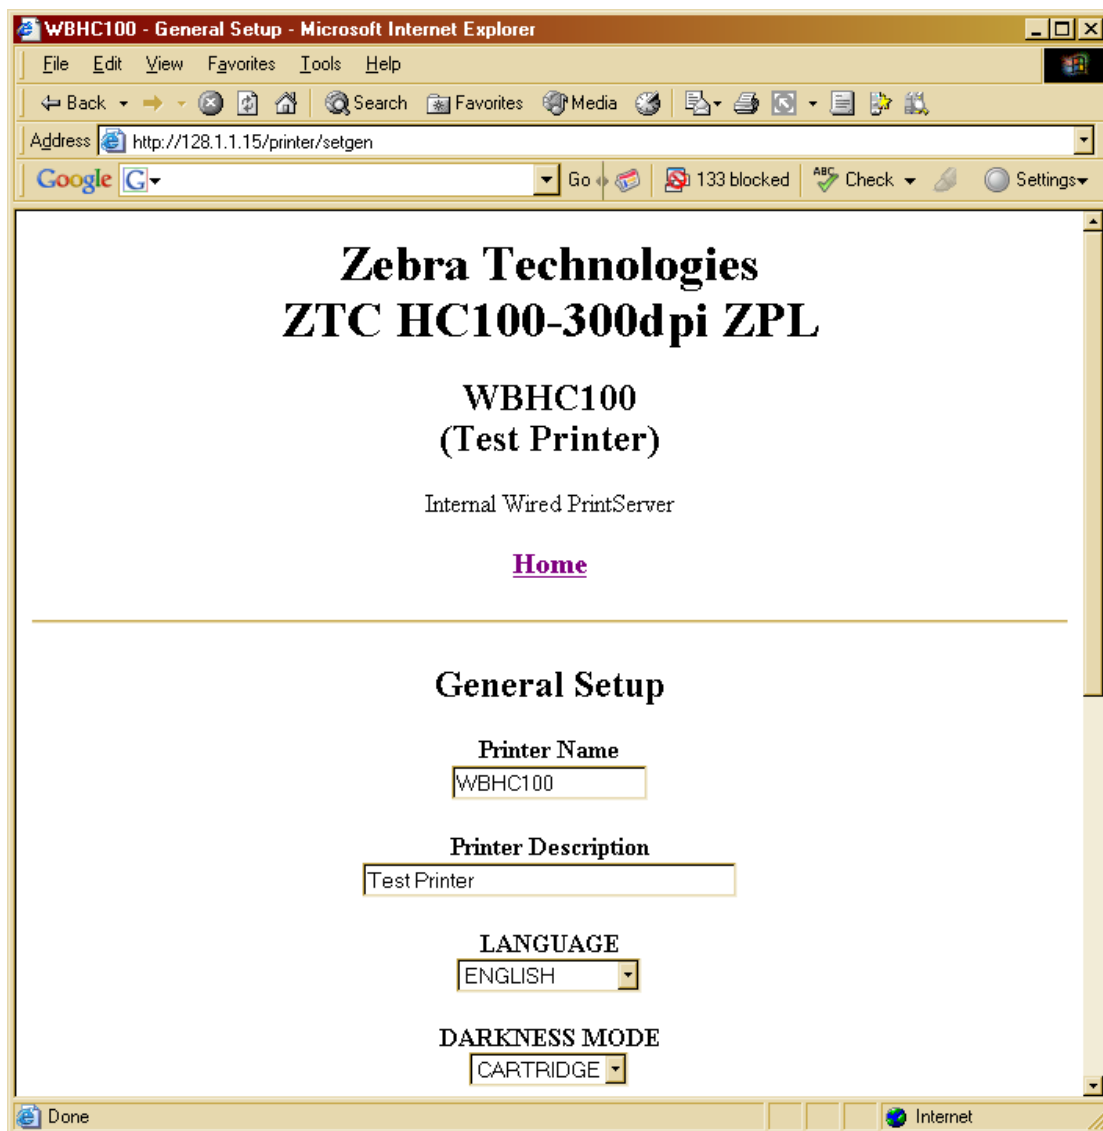 WBHC100 - General Setup - Microsoft Internet Explorer
File Edit View Favorites Tools Help
Back Search Favorites Media
Address http://128.1.1.15/printer/setgen
Google G Go 133 blocked ABC Check Settings
Zebra Technologies
ZTC HC100-300dpi ZPL
WBHC100
(Test Printer)
Internal Wired PrintServer
Home
General Setup
Printer Name
WBHC100
Printer Description
Test Printer
LANGUAGE
ENGLISH
DARKNESS MODE
CARTRIDGE
Done Internet